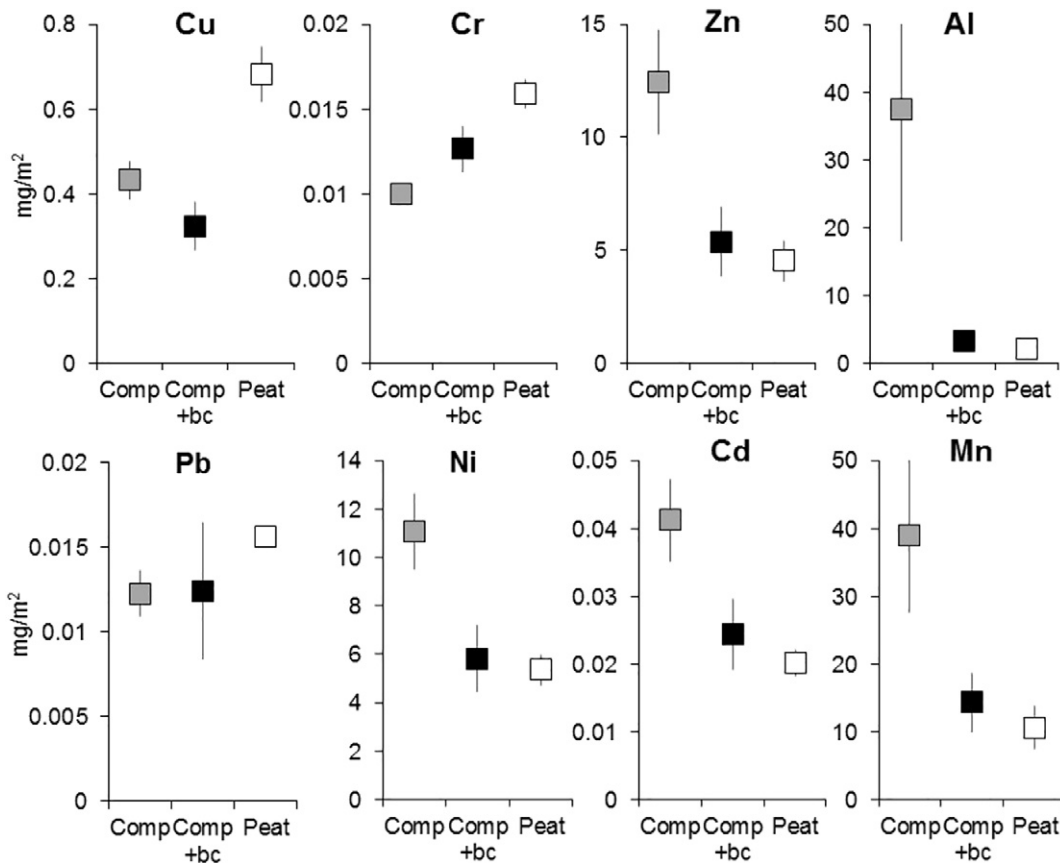 Cu
Cr
Zn
Al
mg/m²
0.8
0.6
0.4
0.2
0
0.02
0.015
0.01
0.005
0
15
10
5
0
50
40
30
20
10
0
Comp Comp Peat
+bc
Comp Comp Peat
+bc
Comp Comp Peat
+bc
Comp Comp Peat
+bc
Pb
Ni
Cd
Mn
mg/m²
0.02
0.015
0.01
0.005
0
14
12
10
8
6
4
2
0
0.05
0.04
0.03
0.02
0.01
0
50
40
30
20
10
0
Comp Comp Peat
+bc
Comp Comp Peat
+bc
Comp Comp Peat
+bc
Comp Comp Peat
+bc